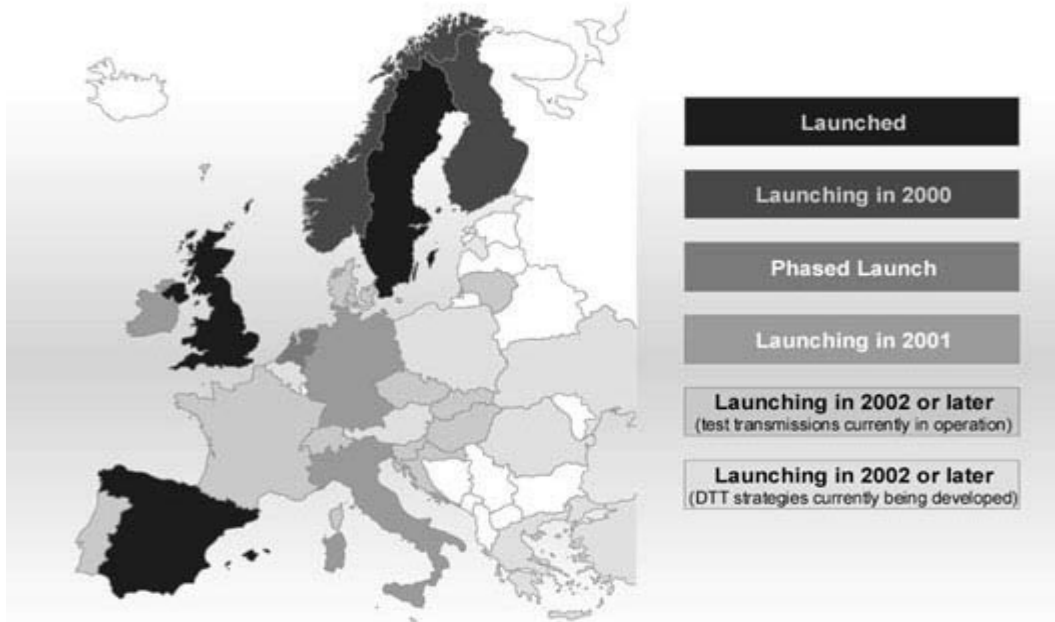 Launched
Launching in 2000
Phased Launch
Launching in 2001
Launching in 2002 or later
(test transmissions currently in operation)
Launching in 2002 or later
(DTT strategies currently being developed)